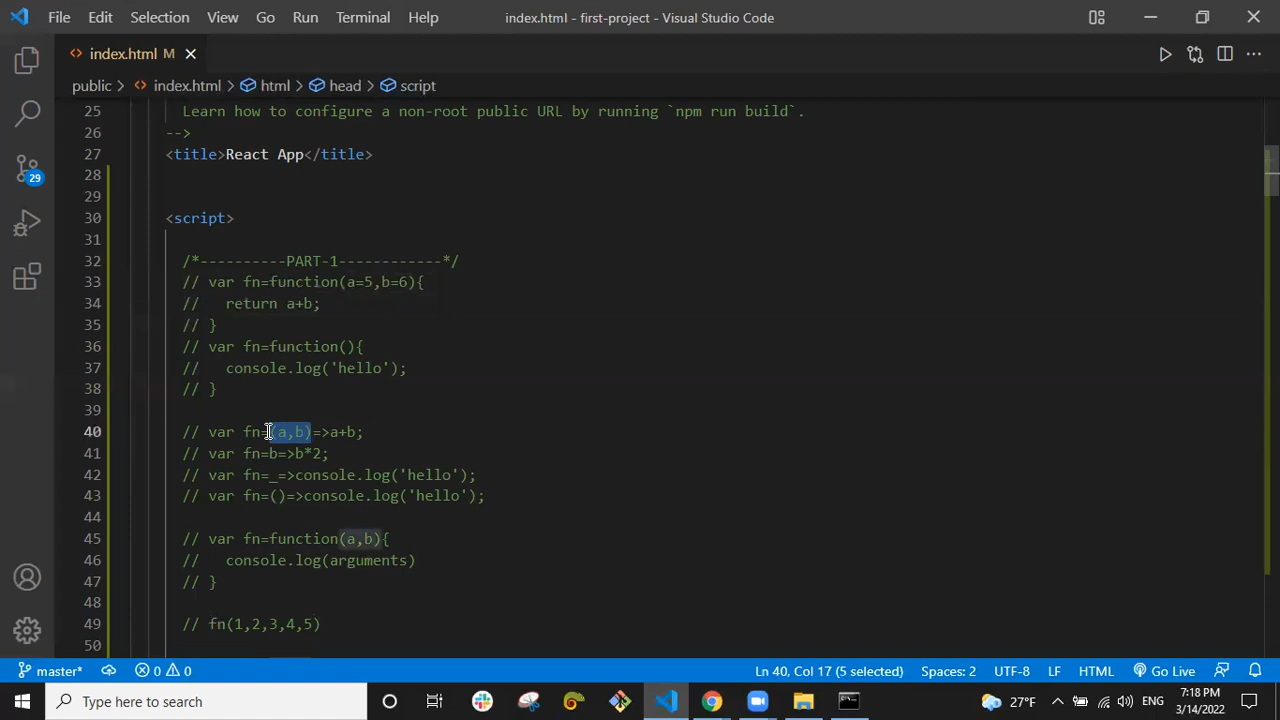 File Edit Selection View Go Run Terminal Help index.html - first-project - Visual Studio Code
index.html M
public index.html html head script
25 Learn how to configure a non-root public URL by running `npm run build`.
26 -->
27 <title>React App</title>
28
29
30 <script>
31
32 /*----------PART-1------------*/
33 // var fn=function(a=5,b=6){
34 // return a+b;
35 // }
36 // var fn=function(){
37 // console.log('hello');
38 // }
39
40 // var fn=(a,b)=>a+b;
41 // var fn=b=>b*2;
42 // var fn=_=>console.log('hello');
43 // var fn=()=>console.log('hello');
44
45 // var fn=function(a,b){
46 // console.log(arguments)
47 // }
48
49 // fn(1,2,3,4,5)
50
29
master* 0 0 Ln 40, Col 17 (5 selected) Spaces: 2 UTF-8 LF HTML Go Live
Type here to search 27°F ENG 7:18 PM
3/14/2022